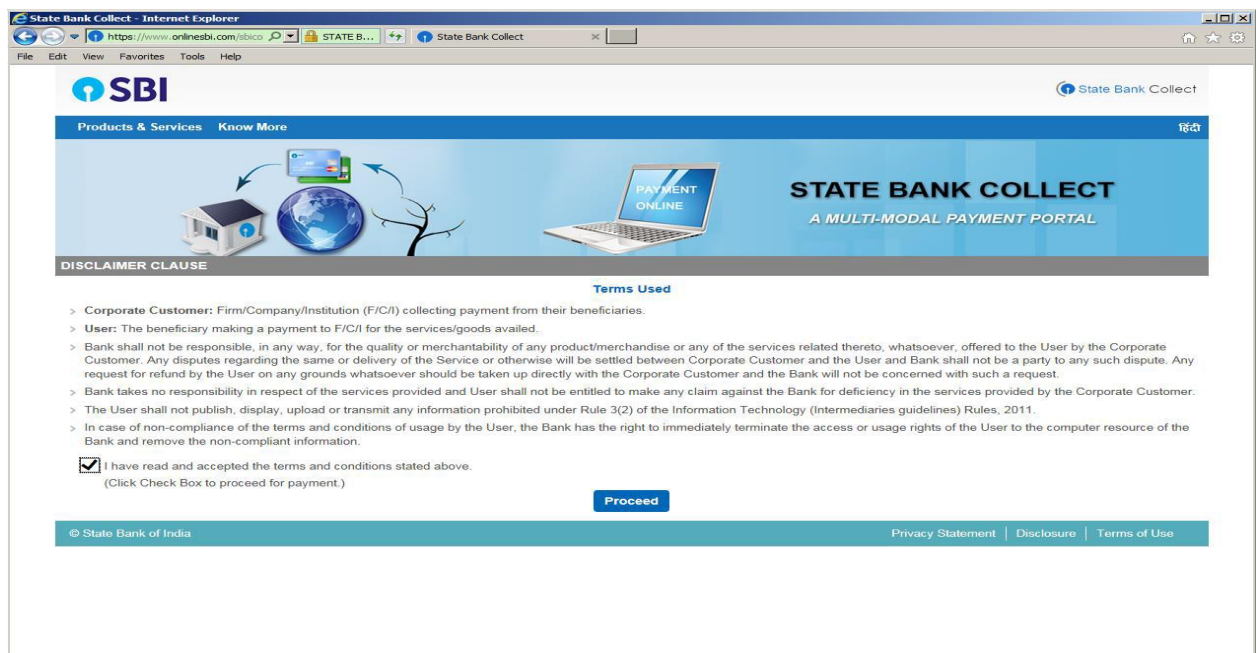 State Bank Collect - Internet Explorer
https://www.onlinesbi.com/sbico STATE B... State Bank Collect
File Edit View Favorites Tools Help
SBI
State Bank Collect
Products & Services Know More हिंदी
PAYMENT
ONLINE
STATE BANK COLLECT
A MULTI-MODAL PAYMENT PORTAL
DISCLAIMER CLAUSE
Terms Used
> Corporate Customer: Firm/Company/Institution (F/C/I) collecting payment from their beneficiaries.
> User: The beneficiary making a payment to F/C/I for the services/goods availed.
> Bank shall not be responsible, in any way, for the quality or merchantability of any product/merchandise or any of the services related thereto, whatsoever, offered to the User by the Corporate
Customer. Any disputes regarding the same or delivery of the Service or otherwise will be settled between Corporate Customer and the User and Bank shall not be a party to any such dispute. Any
request for refund by the User on any grounds whatsoever should be taken up directly with the Corporate Customer and the Bank will not be concerned with such a request.
> Bank takes no responsibility in respect of the services provided and User shall not be entitled to make any claim against the Bank for deficiency in the services provided by the Corporate Customer.
> The User shall not publish, display, upload or transmit any information prohibited under Rule 3(2) of the Information Technology (Intermediaries guidelines) Rules, 2011.
> In case of non-compliance of the terms and conditions of usage by the User, the Bank has the right to immediately terminate the access or usage rights of the User to the computer resource of the
Bank and remove the non-compliant information.
I have read and accepted the terms and conditions stated above.
(Click Check Box to proceed for payment.)
Proceed
© State Bank of India Privacy Statement | Disclosure | Terms of Use